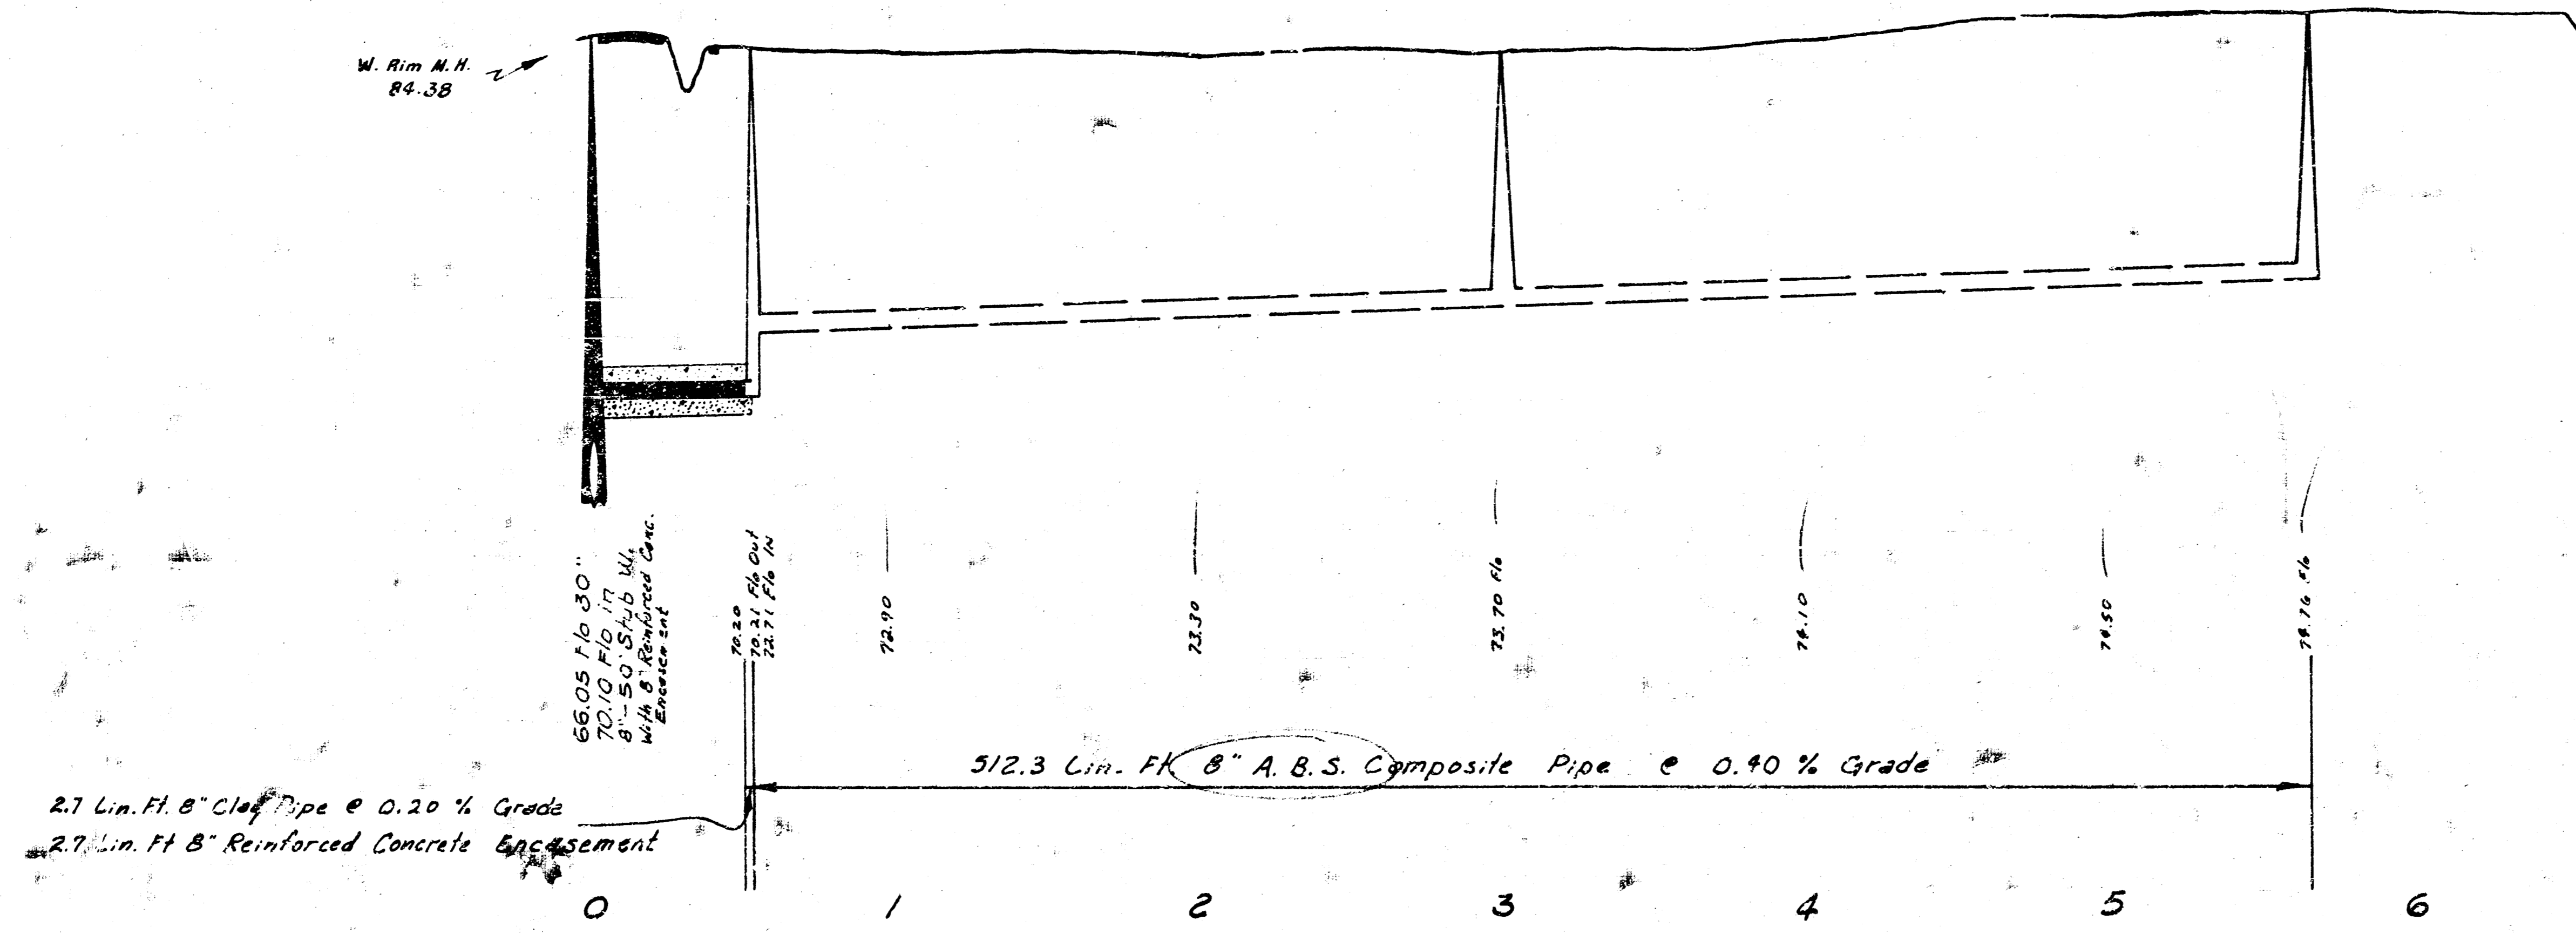 W. Rim M.H.
84.38
66.05 Flo 30"
70.10 Flo in
8"-50' Stub W.
With 8" Reinforced Conc.
Encasement
70.20
70.21 Flo Out
72.71 Flo IN
72.90
73.30
73.70 Flo
74.10
74.50
74.76 Flo
512.3 Lin. Ft 8" A.B.S. Composite Pipe @ 0.40 % Grade
2.7 Lin. Ft. 8" Clay Pipe @ 0.20 % Grade
2.7 Lin. Ft 8" Reinforced Concrete Encasement
0 1 2 3 4 5 6